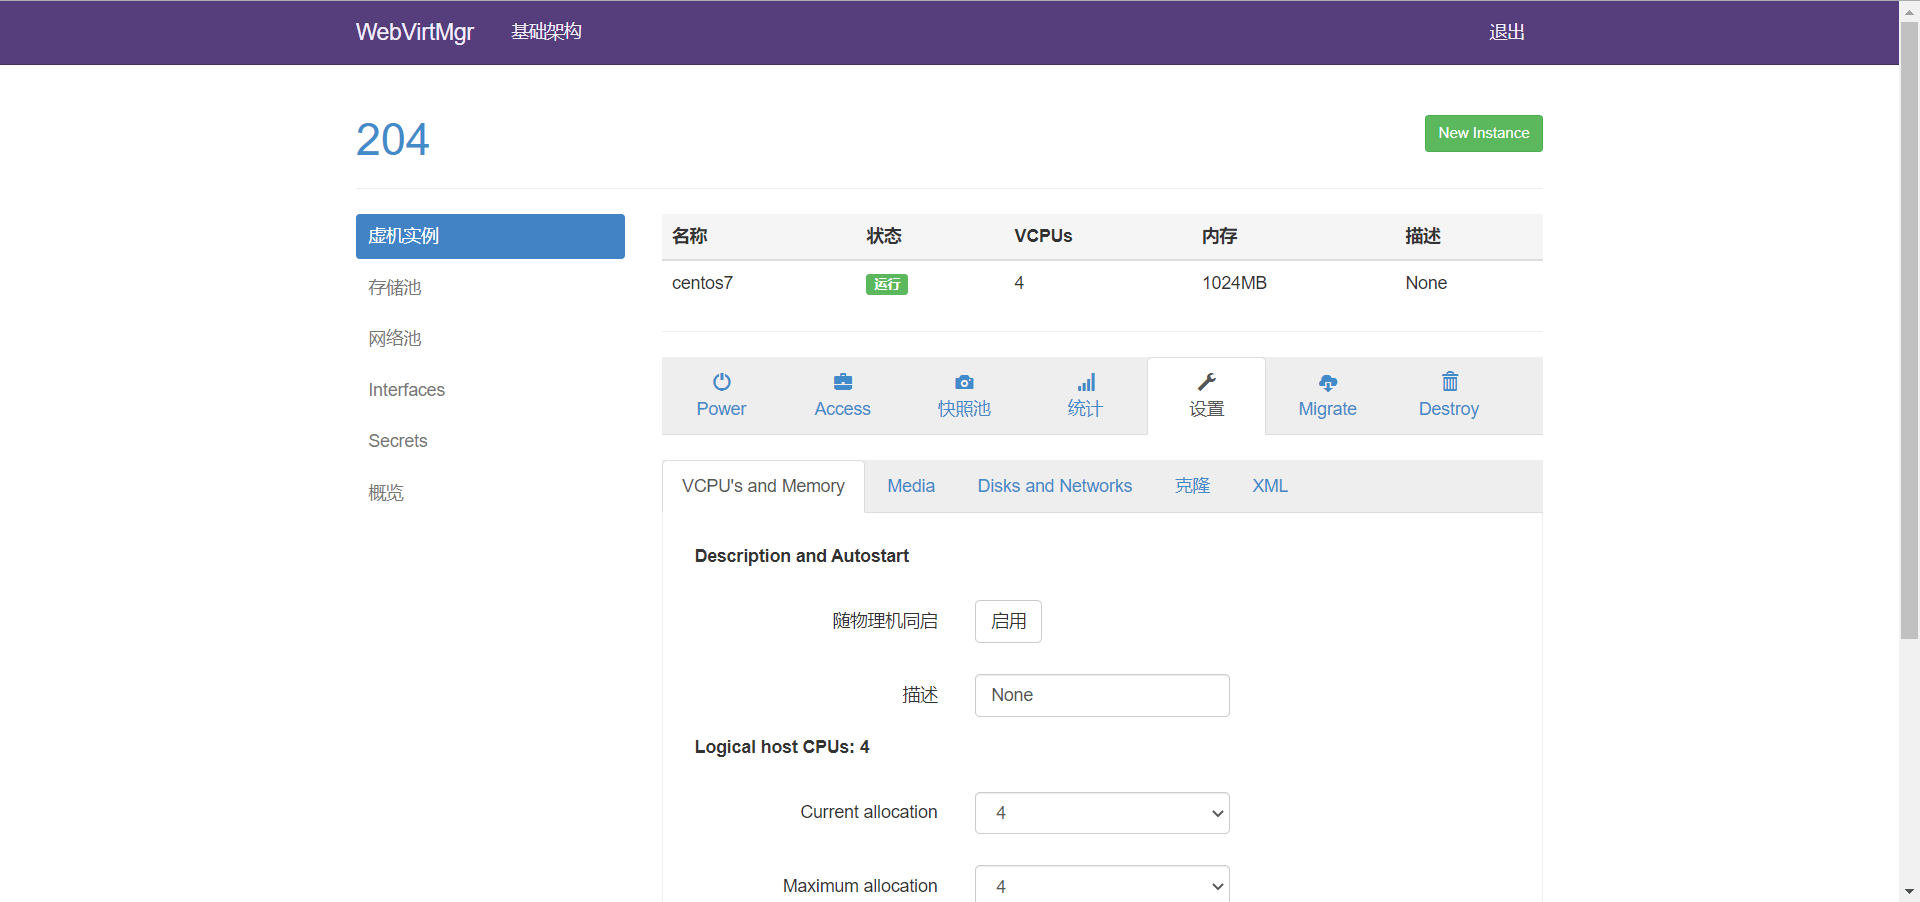 WebVirtMgr 基础架构 退出
204 New Instance
虚机实例
存储池
网络池
Interfaces
Secrets
概览
名称 状态 VCPUs 内存 描述
centos7 运行 4 1024MB None
Power Access 快照池 统计 设置 Migrate Destroy
VCPU's and Memory Media Disks and Networks 克隆 XML
Description and Autostart
随物理机同启 启用
描述 None
Logical host CPUs: 4
Current allocation 4
Maximum allocation 4